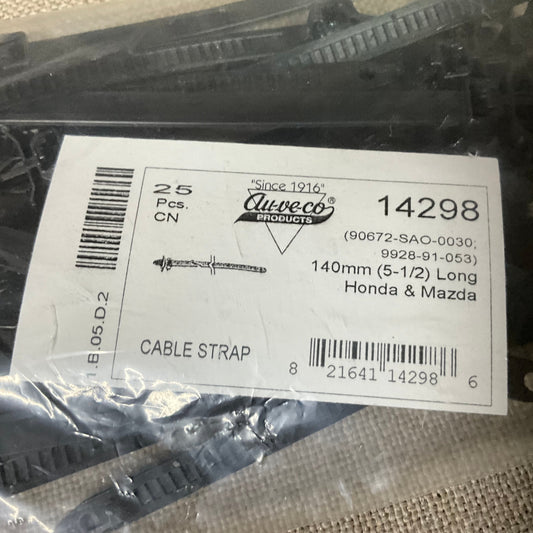 25
Pcs.
CN
"Since 1916"
au-ve-co®
PRODUCTS
14298
(90672-SAO-0030;
9928-91-053)
140mm (5-1/2) Long
Honda & Mazda
CABLE STRAP
8 21641 14298 6
1.B.05.D.2